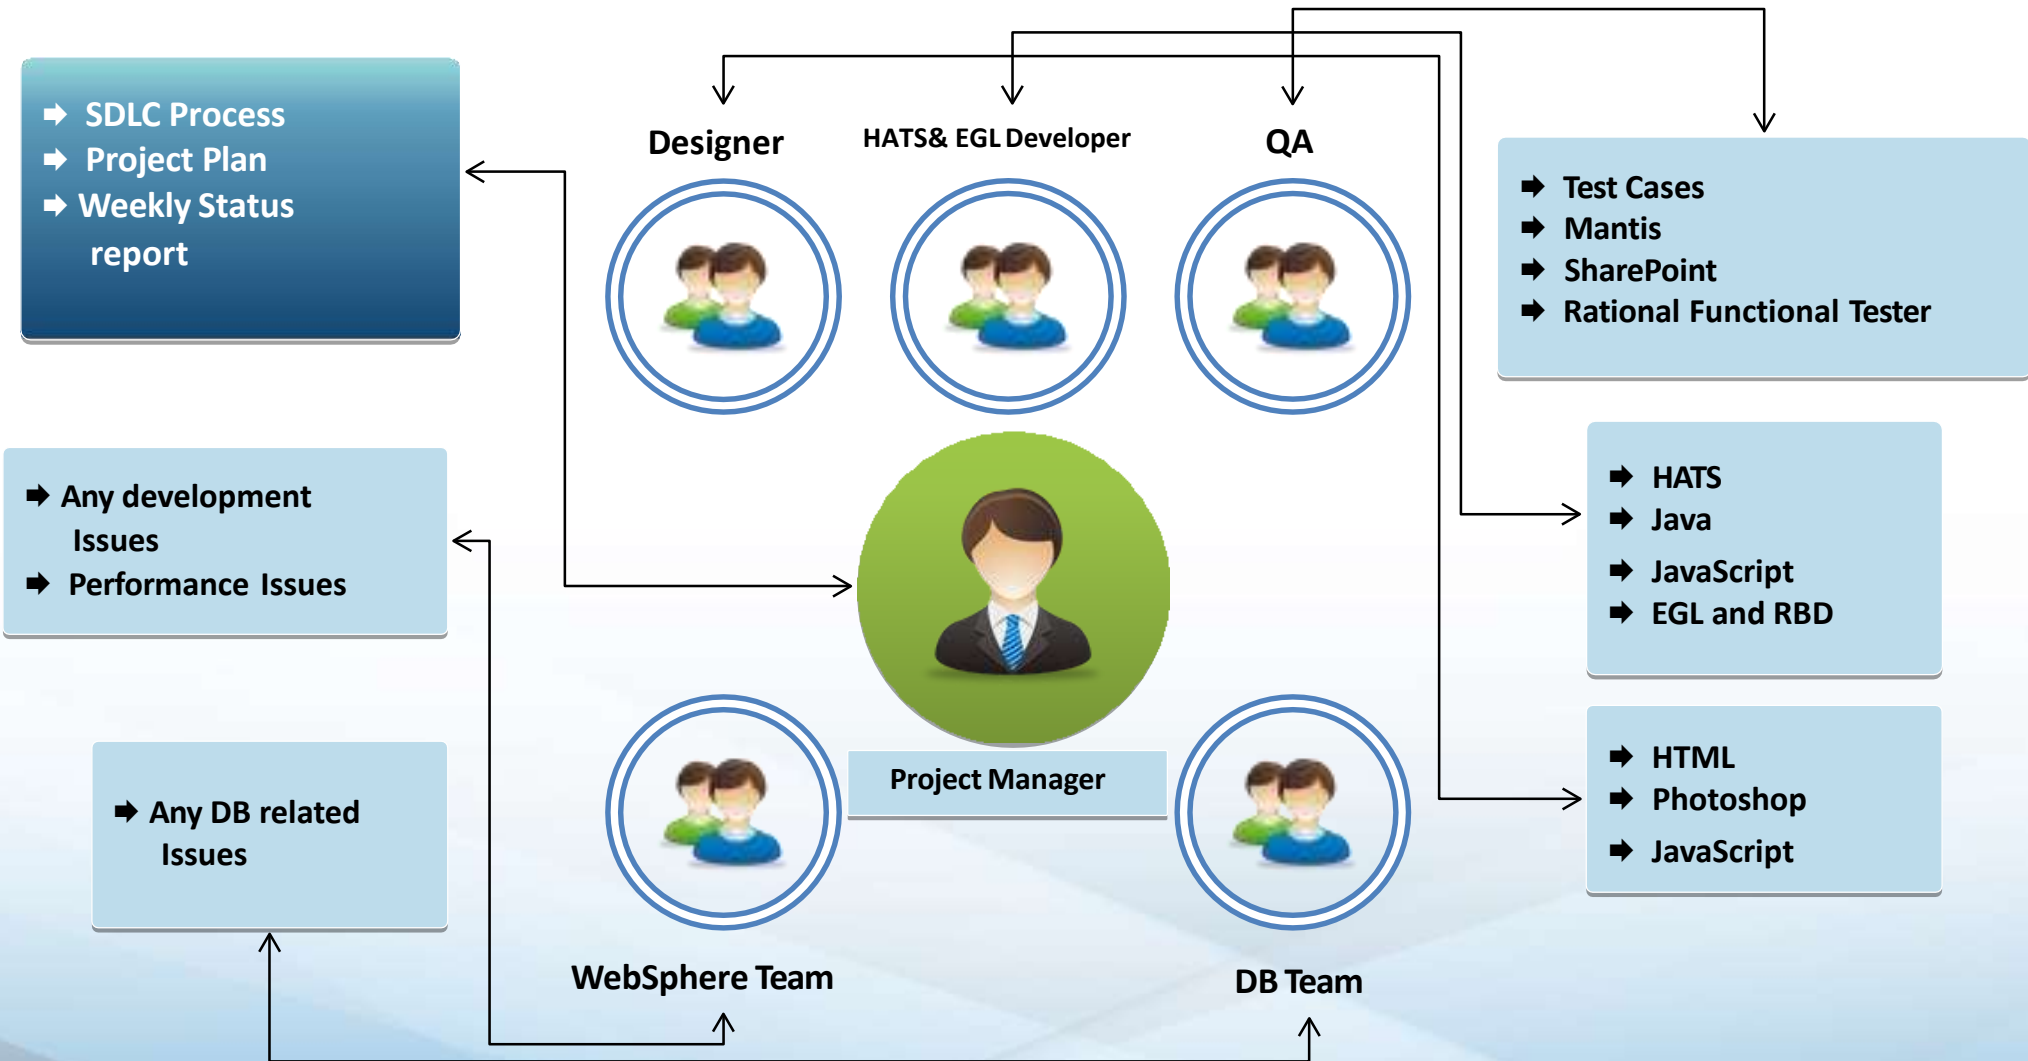 SDLC Process
Project Plan
Weekly Status
report
Designer
HATS& EGL Developer
QA
Test Cases
Mantis
SharePoint
Rational Functional Tester
Any development
Issues
Performance Issues
HATS
Java
JavaScript
EGL and RBD
Any DB related
Issues
Project Manager
HTML
Photoshop
JavaScript
WebSphere Team
DB Team